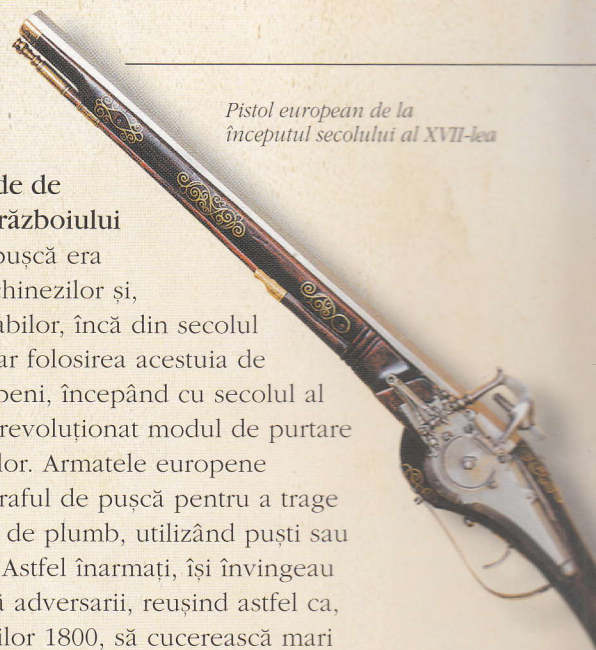 Pistol european de la
începutul secolului al XVII-lea
de de
războiului
pușcă era
chinezilor și,
abilor, încă din secolul
ar folosirea acestuia de
peni, începând cu secolul al
revoluționat modul de purtare
lor. Armatele europene
raful de pușcă pentru a trage
de plumb, utilizând puști sau
Astfel înarmați, își învingeau
ă adversarii, reușind astfel ca,
ilor 1800, să cucerească mari